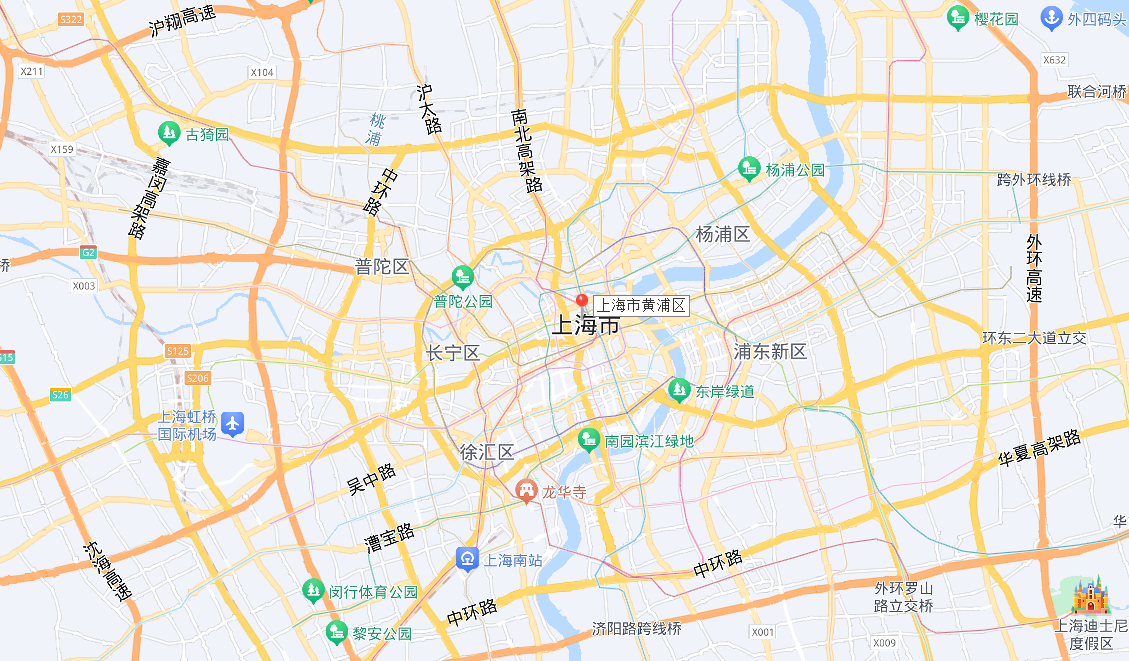 S322
沪翔高速
樱花园
外四码头
X211
X104
X632
沪太路
联合河桥
桃浦
南北高架路
古猗园
X159
嘉闵高架路
中环路
杨浦公园
跨外环线桥
杨浦区
G2
桥
普陀区
外环高速
X003
普陀公园
上海市黄浦区
上海市
环东二大道立交
S125
长宁区
浦东新区
G15
S206
S26
东岸绿道
上海虹桥
国际机场
南园滨江绿地
徐汇区
华夏高架路
吴中路
龙华寺
华
漕宝路
沈海高速
上海南站
中环路
闵行体育公园
外环罗山
路立交桥
中环路
黎安公园
济阳路跨线桥
X001
X009
上海迪士尼
度假区